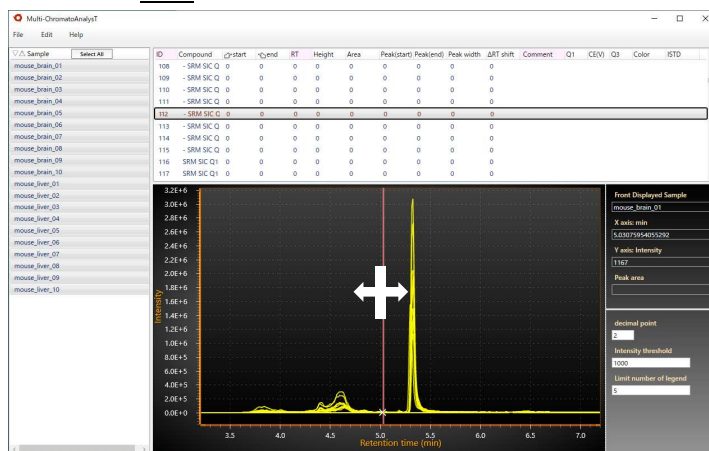 Multi-ChromatoAnalysT
File Edit Help
▽△ Sample Select All
mouse_brain_01
mouse_brain_02
mouse_brain_03
mouse_brain_04
mouse_brain_05
mouse_brain_06
mouse_brain_07
mouse_brain_08
mouse_brain_09
mouse_brain_10
mouse_liver_01
mouse_liver_02
mouse_liver_03
mouse_liver_04
mouse_liver_05
mouse_liver_06
mouse_liver_07
mouse_liver_08
mouse_liver_09
mouse_liver_10
ID Compound start end RT Height Area Peak(start) Peak(end) Peak width ΔRT shift Comment Q1 CE(V) Q3 Color ISTD
108 - SRM SIC Q 0 0 0 0 0 0 0 0 0
109 - SRM SIC Q 0 0 0 0 0 0 0 0 0
110 - SRM SIC Q 0 0 0 0 0 0 0 0 0
111 - SRM SIC Q 0 0 0 0 0 0 0 0 0
112 - SRM SIC Q 0 0 0 0 0 0 0 0 0
113 - SRM SIC Q 0 0 0 0 0 0 0 0 0
114 - SRM SIC Q 0 0 0 0 0 0 0 0 0
115 - SRM SIC Q 0 0 0 0 0 0 0 0 0
116 SRM SIC Q1 0 0 0 0 0 0 0 0 0
117 SRM SIC Q1 0 0 0 0 0 0 0 0 0
Intensity
3.2E+6
2.8E+6
2.6E+6
2.4E+6
2.2E+6
2.0E+6
1.8E+6
1.6E+6
1.4E+6
1.2E+6
1.0E+6
8.0E+5
6.0E+5
4.0E+5
2.0E+5
0.0E+0
3.5 4.0 4.5 5.0 5.5 6.0 6.5 7.0
Retention time (min)
Front Displayed Sample
mouse_brain_01
X axis: min
5.03075954055292
Y axis: Intensity
1167
Peak area
decimal point
2
Intensity threshold
1000
Limit number of legend
5